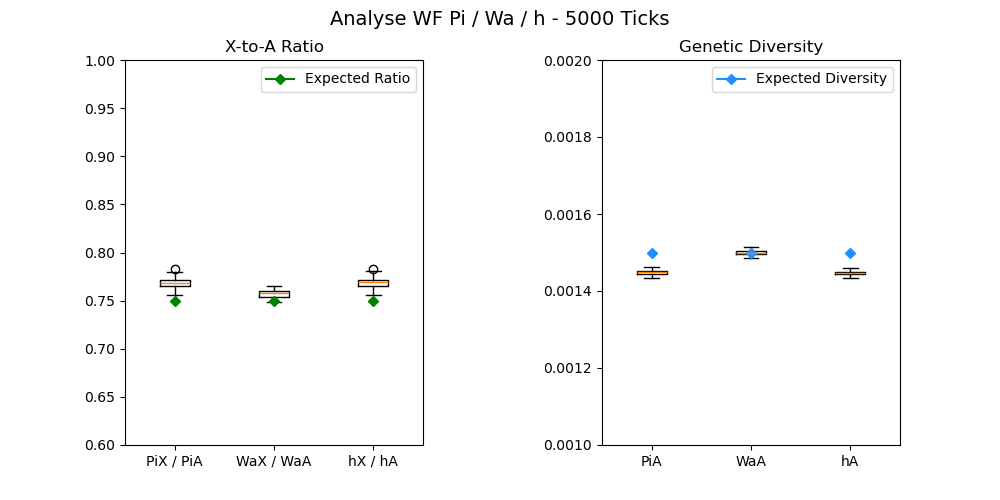 Analyse WF Pi / Wa / h - 5000 Ticks
X-to-A Ratio
Expected Ratio
1.00
0.95
0.90
0.85
0.80
0.75
0.70
0.65
0.60
PiX / PiA
WaX / WaA
hX / hA
Genetic Diversity
Expected Diversity
0.0020
0.0018
0.0016
0.0014
0.0012
0.0010
PiA
WaA
hA